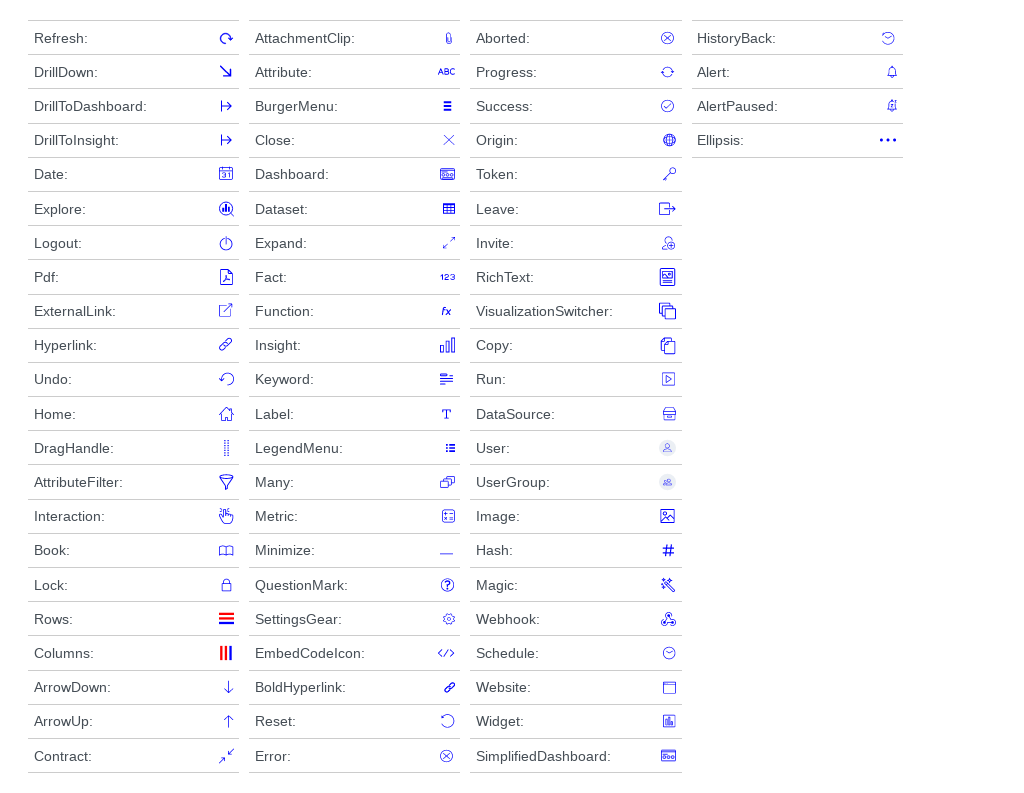 Refresh:
DrillDown:
DrillToDashboard:
DrillToInsight:
Date: 31
Explore:
Logout:
Pdf:
ExternalLink:
Hyperlink:
Undo:
Home:
DragHandle:
AttributeFilter:
Interaction:
Book:
Lock:
Rows:
Columns:
ArrowDown:
ArrowUp:
Contract:
AttachmentClip:
Attribute: ABC
BurgerMenu:
Close:
Dashboard:
Dataset:
Expand:
Fact: 123
Function: fx
Insight:
Keyword:
Label: T
LegendMenu:
Many:
Metric:
Minimize:
QuestionMark: ?
SettingsGear:
EmbedCodeIcon: </>
BoldHyperlink:
Reset:
Error:
Aborted:
Progress:
Success:
Origin:
Token:
Leave:
Invite:
RichText:
VisualizationSwitcher:
Copy:
Run:
DataSource:
User:
UserGroup:
Image:
Hash: #
Magic:
Webhook:
Schedule:
Website:
Widget:
SimplifiedDashboard:
HistoryBack:
Alert:
AlertPaused:
Ellipsis: